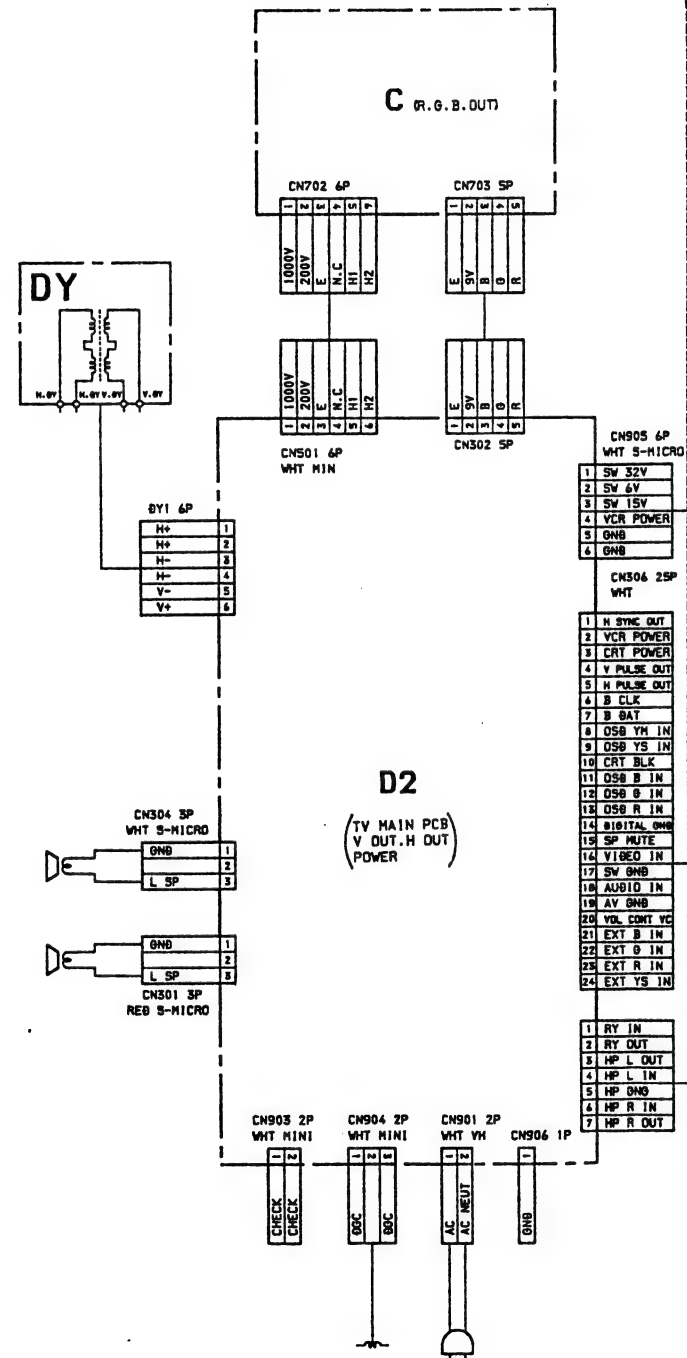 C (R.G.B.OUT)
CN702 6P
CN703 5P
1 2 3 4 5 6
1 2 3 4 5
1000V
200V
E
N.C
H1
H2
E
9V
B
G
R
DY
H.DY H.DY V.DY V.DY
1000V
200V
E
N.C
H1
H2
E
9V
B
G
R
1 2 3 4 5 6
1 2 3 4 5
CN501 6P
WHT MIN
CN302 5P
CN905 6P
WHT S-MICRO
1 SW 32V
2 SW 6V
3 SW 15V
4 VCR POWER
5 GND
6 GND
DY1 6P
H+ 1
H+ 2
H- 3
H- 4
V- 5
V+ 6
CN306 25P
WHT
1 H SYNC OUT
2 VCR POWER
3 CRT POWER
4 V PULSE OUT
5 H PULSE OUT
6 B CLK
7 B DAT
8 OSD YM IN
9 OSD YS IN
10 CRT BLK
11 OSD B IN
12 OSD G IN
13 OSD R IN
14 DIGITAL GND
15 SP MUTE
16 VIDEO IN
17 SW GND
18 AUDIO IN
19 AV GND
20 VOL CONT VC
21 EXT B IN
22 EXT G IN
23 EXT R IN
24 EXT YS IN
D2
(TV MAIN PCB
V OUT.H OUT
POWER)
CN304 3P
WHT S-MICRO
GND 1
2
L SP 3
GND 1
2
L SP 3
CN301 3P
RED S-MICRO
1 RY IN
2 RY OUT
3 HP L OUT
4 HP L IN
5 HP GND
6 HP R IN
7 HP R OUT
CN903 2P
WHT MINI
CN904 2P
WHT MINI
CN901 2P
WHT VH
CN906 1P
1 2
1 2 3
1 2
1
CHECK
CHECK
DGC
DGC
AC
AC NEUT
GND